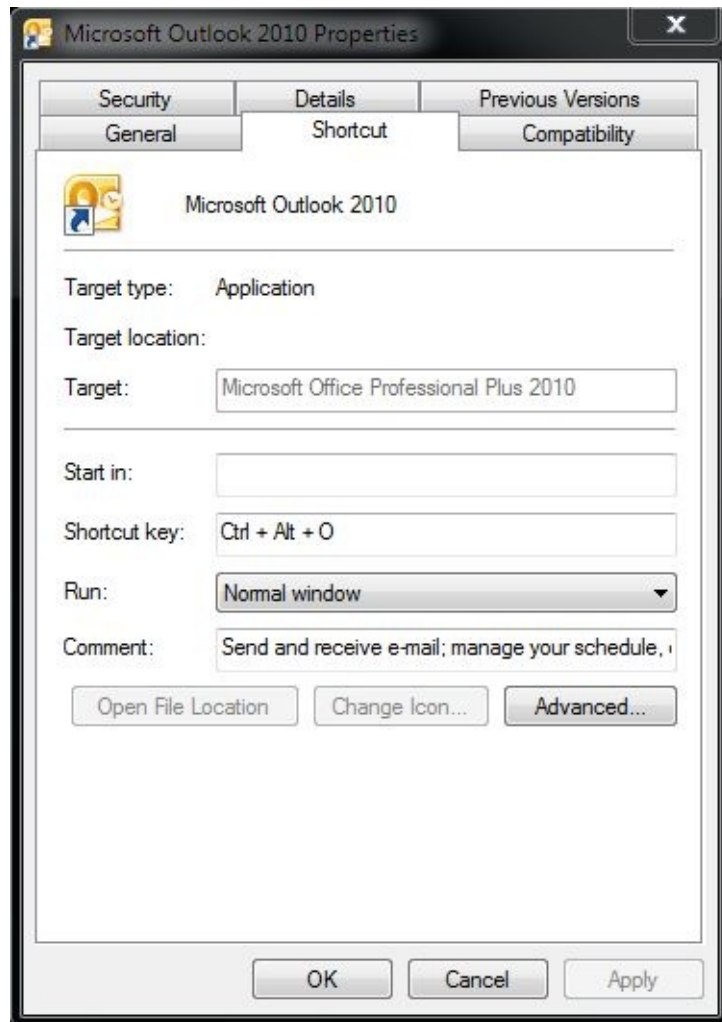 Microsoft Outlook 2010 Properties
Security Details Previous Versions
General Shortcut Compatibility
Microsoft Outlook 2010
Target type: Application
Target location:
Target: Microsoft Office Professional Plus 2010
Start in:
Shortcut key: Ctrl + Alt + O
Run: Normal window
Comment: Send and receive e-mail; manage your schedule,
Open File Location Change Icon... Advanced...
OK Cancel Apply